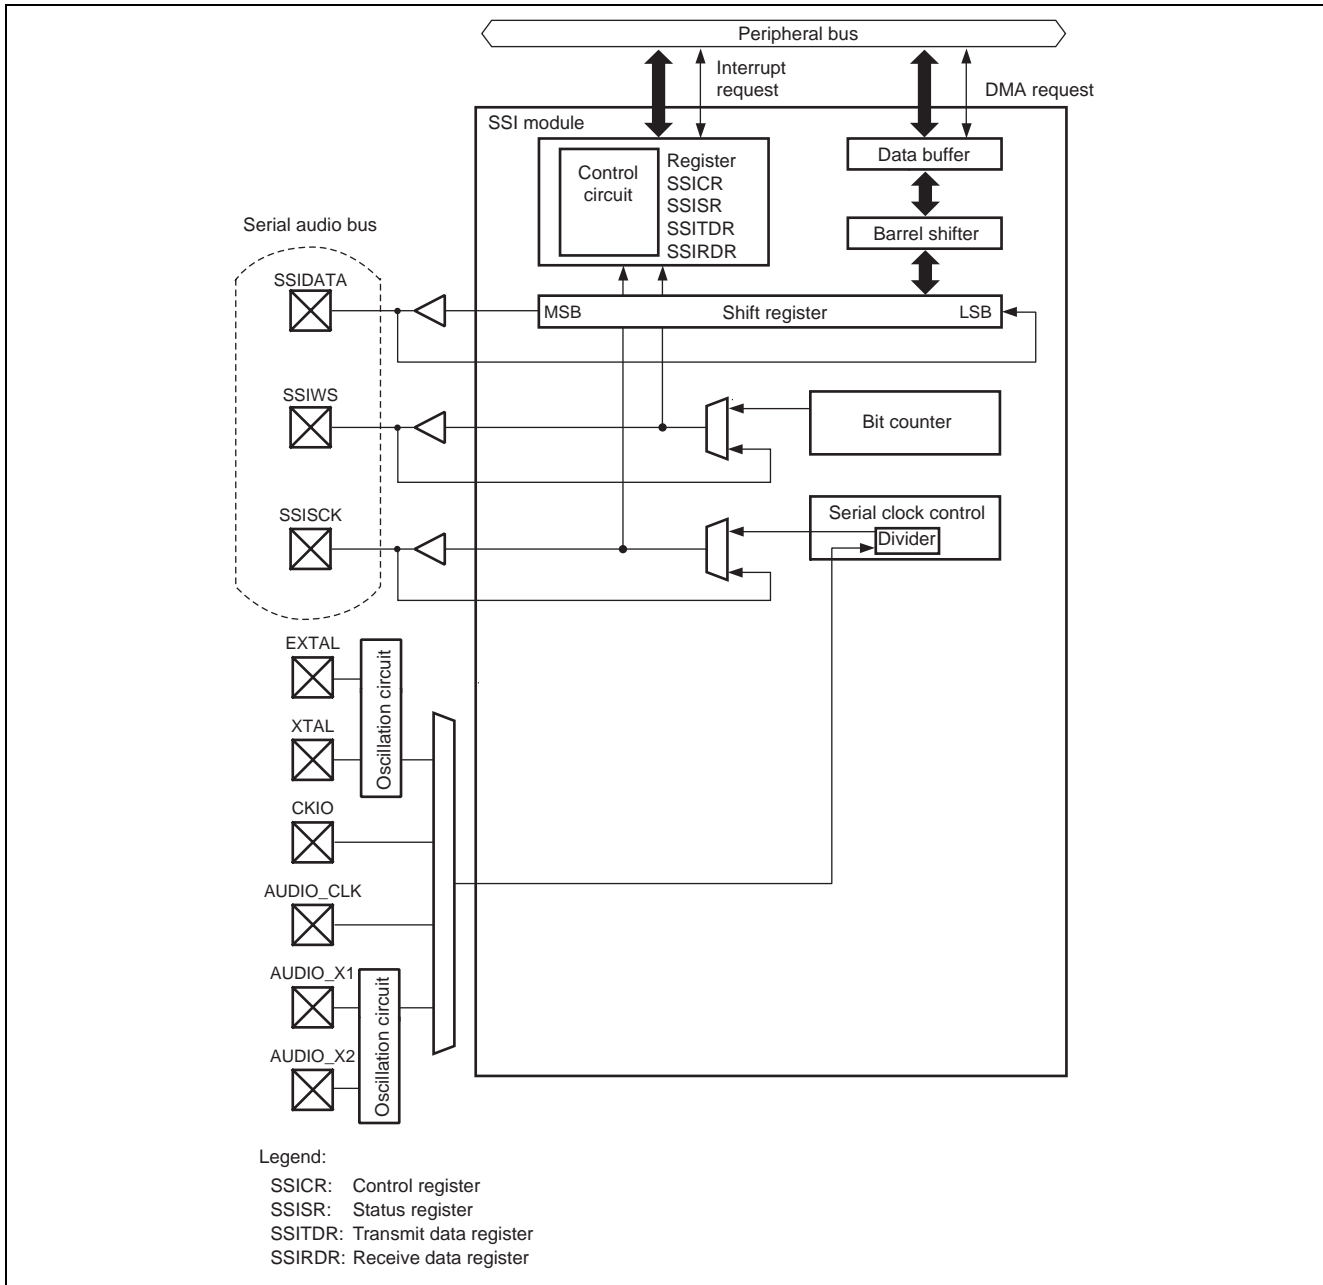 Peripheral bus
Interrupt
request
DMA request
SSI module
Control
circuit
Register
SSICR
SSISR
SSITDR
SSIRDR
Data buffer
Barrel shifter
Serial audio bus
SSIDATA
MSB
Shift register
LSB
SSIWS
Bit counter
SSISCK
Serial clock control
Divider
EXTAL
XTAL
Oscillation circuit
CKIO
AUDIO_CLK
AUDIO_X1
AUDIO_X2
Oscillation circuit
Legend:
SSICR: Control register
SSISR: Status register
SSITDR: Transmit data register
SSIRDR: Receive data register